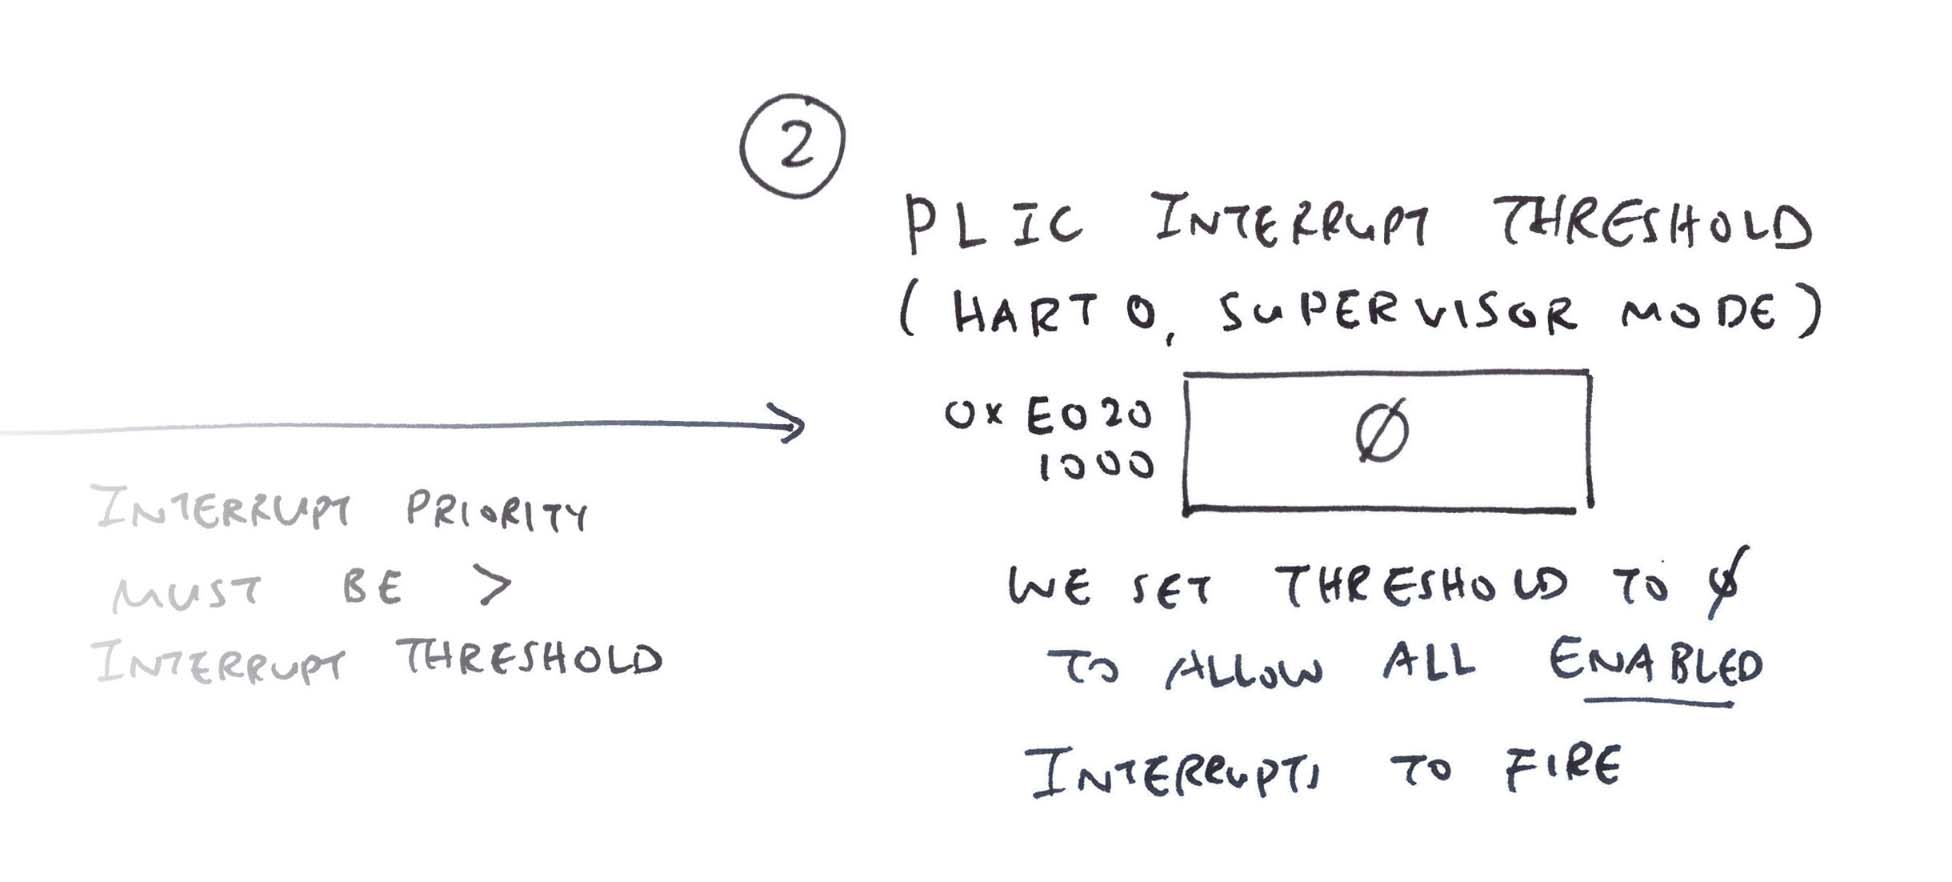 2
PLIC INTERRUPT THRESHOLD
(HART 0, SUPERVISOR MODE)
0x E020
1000
Ø
INTERRUPT PRIORITY
MUST BE >
INTERRUPT THRESHOLD
WE SET THRESHOLD TO Ø
TO ALLOW ALL ENABLED
INTERRUPTS TO FIRE